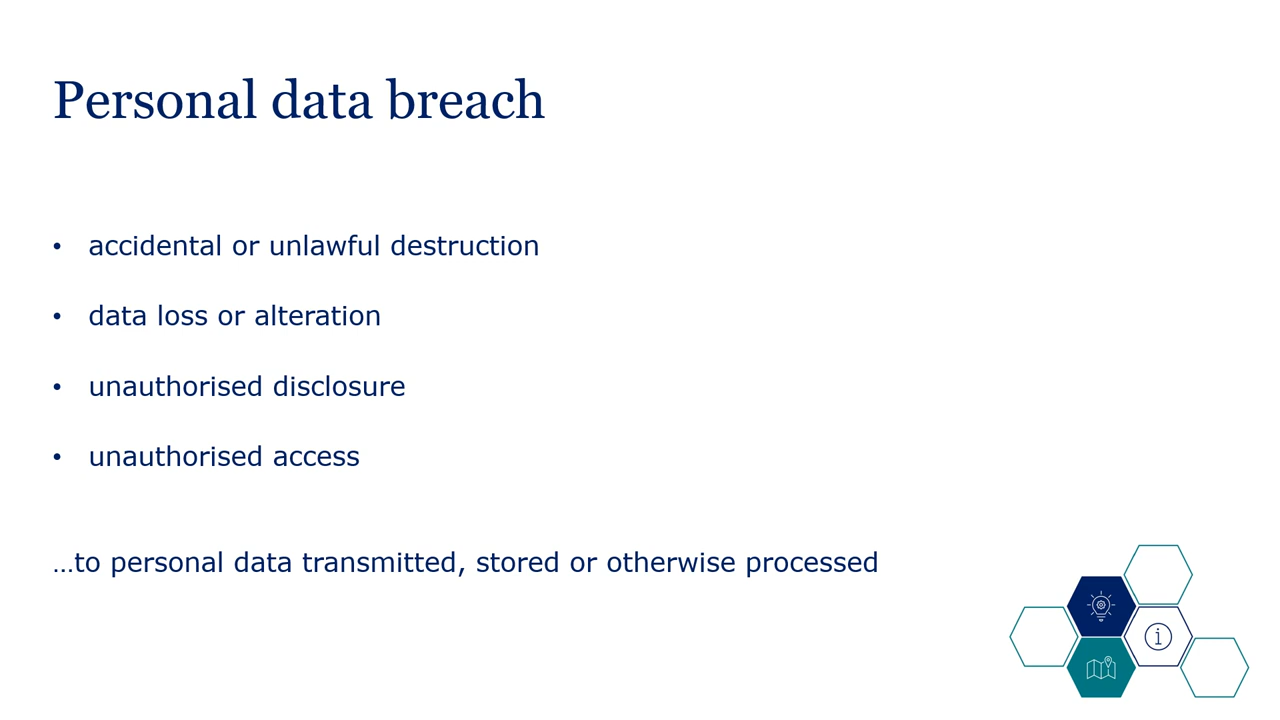 Personal data breach
• accidental or unlawful destruction
• data loss or alteration
• unauthorised disclosure
• unauthorised access
…to personal data transmitted, stored or otherwise processed